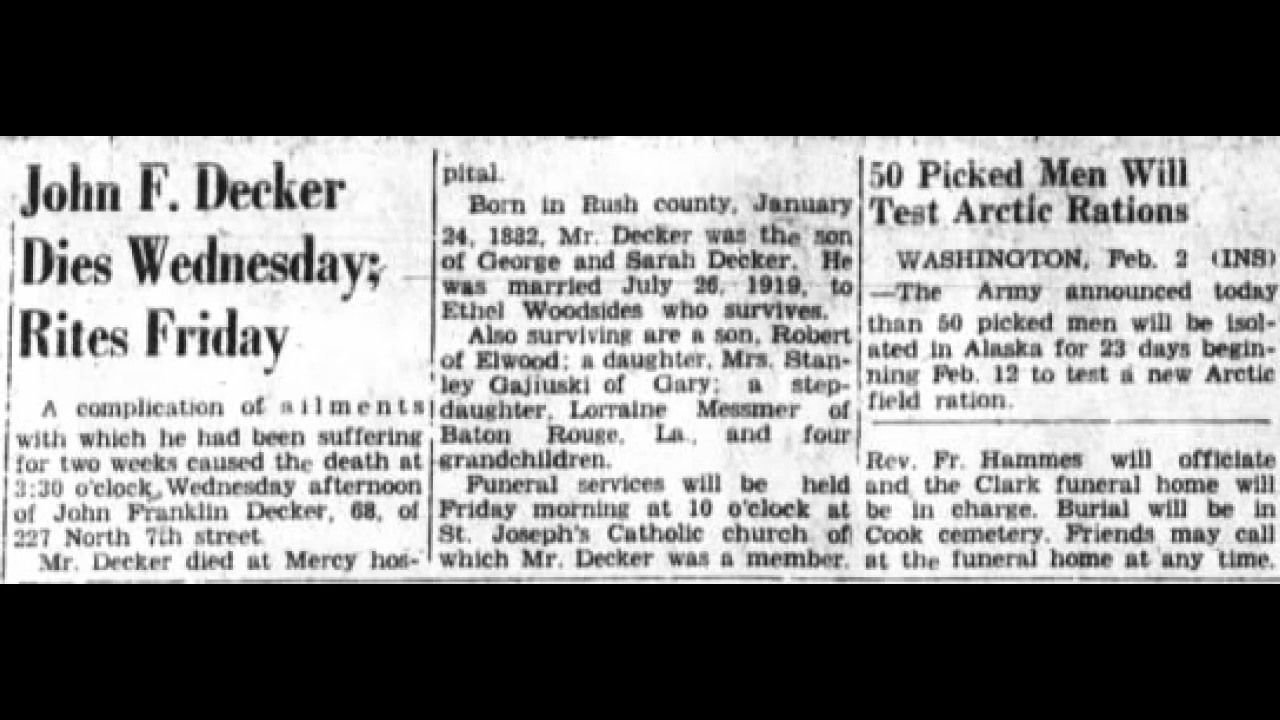 John F. Decker
Dies Wednesday;
Rites Friday
A complication of ailments
with which he had been suffering
for two weeks caused the death at
3:30 o'clock Wednesday afternoon
of John Franklin Decker, 68, of
227 North 7th street.
Mr. Decker died at Mercy hos-
pital.
Born in Rush county, January
24, 1882, Mr. Decker was the son
of George and Sarah Decker. He
was married July 26, 1919, to
Ethel Woodsides who survives.
Also surviving are a son, Robert
of Elwood; a daughter, Mrs. Stan-
ley Gajiuski of Gary; a step-
daughter, Lorraine Messmer of
Baton Rouge, La., and four
grandchildren.
Funeral services will be held
Friday morning at 10 o'clock at
St. Joseph's Catholic church of
which Mr. Decker was a member.
50 Picked Men Will
Test Arctic Rations
WASHINGTON, Feb. 2 (INS)
—The Army announced today
than 50 picked men will be isol-
ated in Alaska for 23 days begin-
ning Feb. 12 to test a new Arctic
field ration.
Rev. Fr. Hammes will officiate
and the Clark funeral home will
be in charge. Burial will be in
Cook cemetery. Friends may call
at the funeral home at any time.